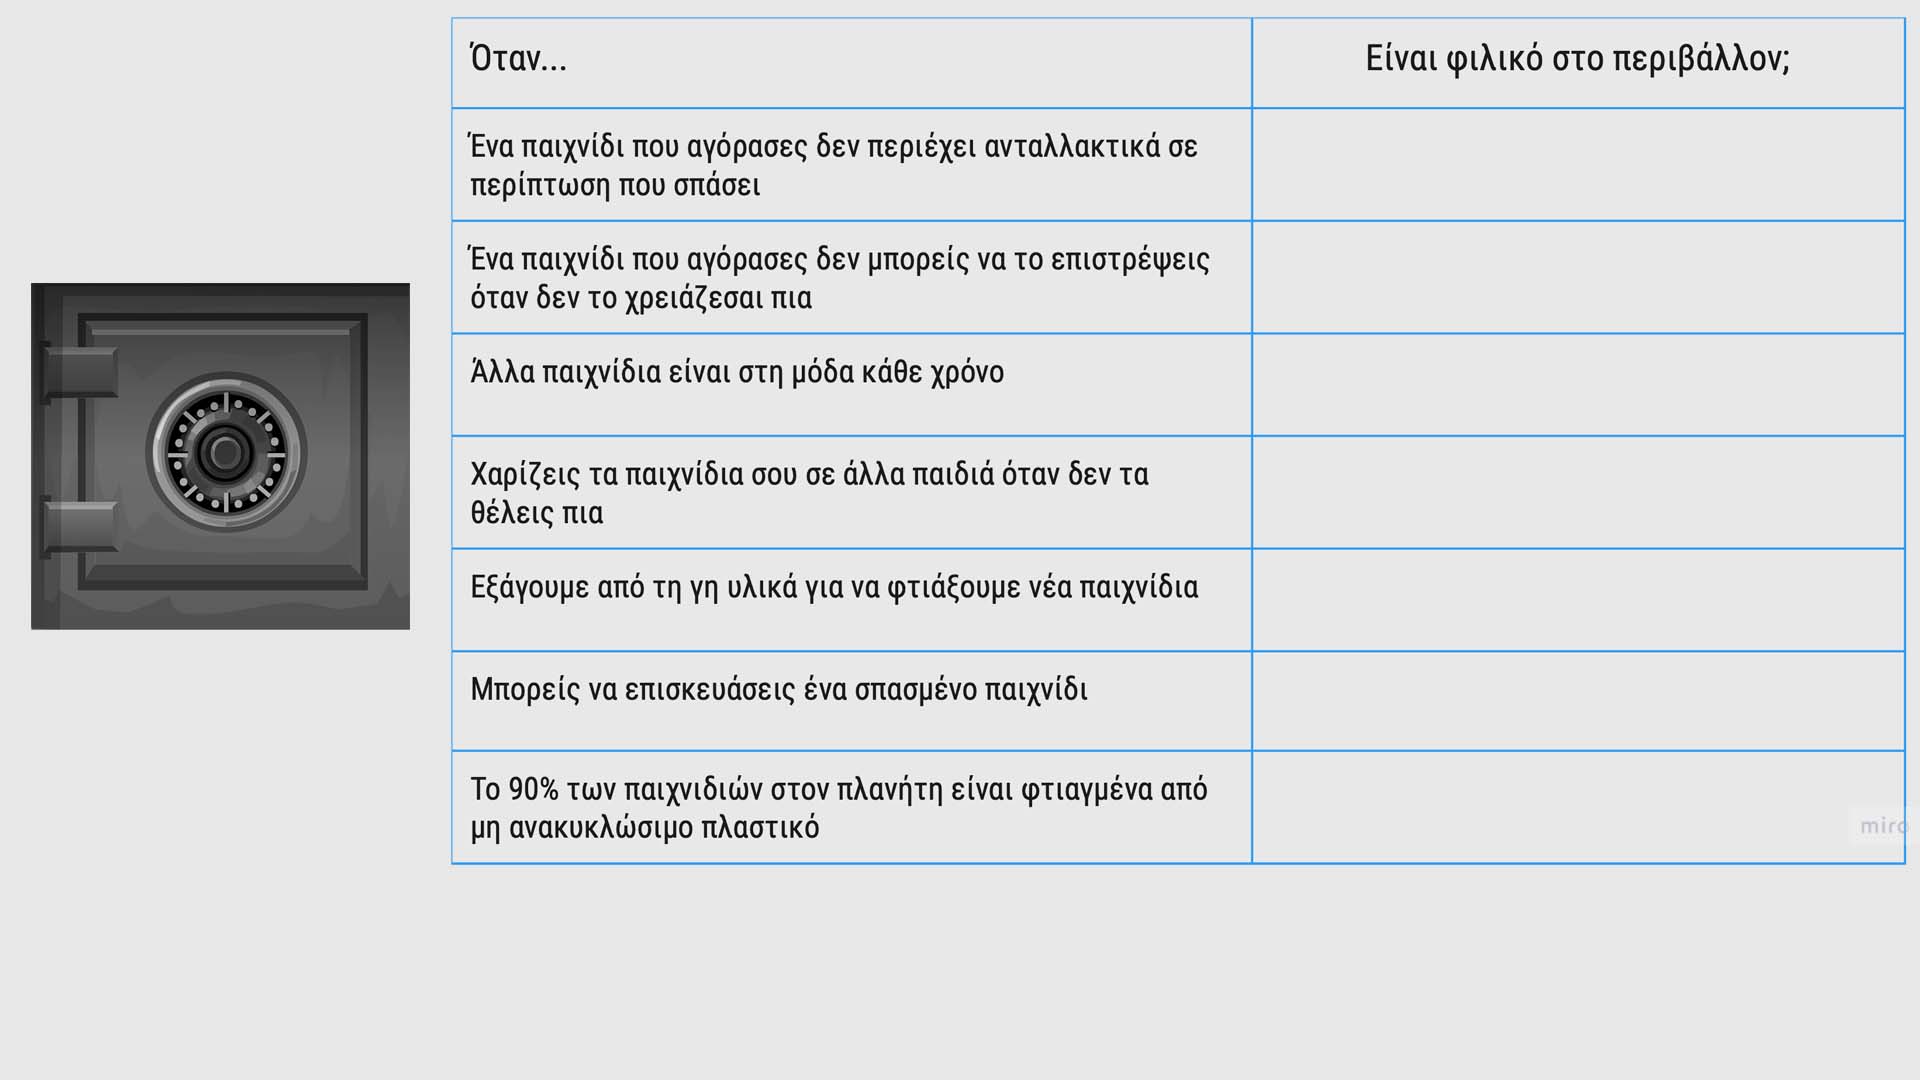 Όταν...
Είναι φιλικό στο περιβάλλον;
Ένα παιχνίδι που αγόρασες δεν περιέχει ανταλλακτικά σε
περίπτωση που σπάσει
Ένα παιχνίδι που αγόρασες δεν μπορείς να το επιστρέψεις
όταν δεν το χρειάζεσαι πια
Άλλα παιχνίδια είναι στη μόδα κάθε χρόνο
Χαρίζεις τα παιχνίδια σου σε άλλα παιδιά όταν δεν τα
θέλεις πια
Εξάγουμε από τη γη υλικά για να φτιάξουμε νέα παιχνίδια
Μπορείς να επισκευάσεις ένα σπασμένο παιχνίδι
Το 90% των παιχνιδιών στον πλανήτη είναι φτιαγμένα από
μη ανακυκλώσιμο πλαστικό
miro